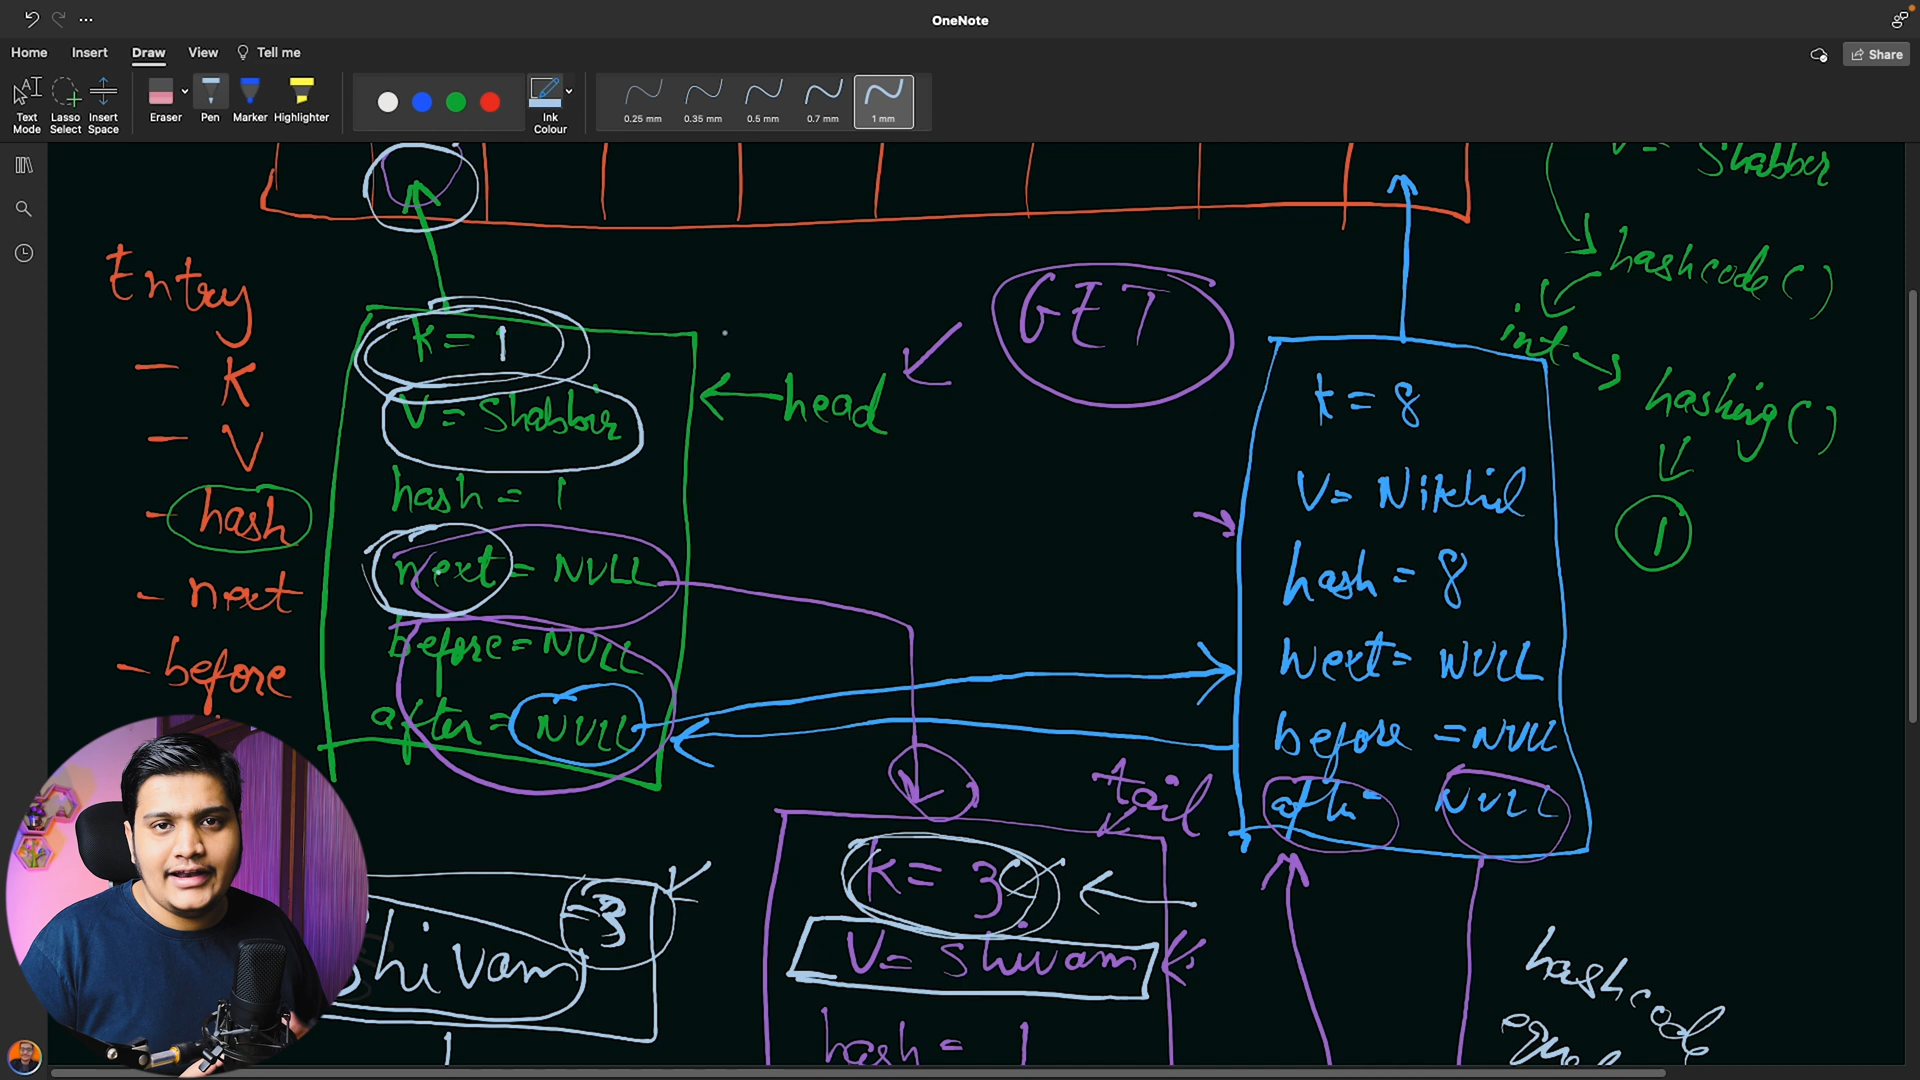 OneNote
Home Insert Draw View Tell me
Share
Text Mode
Lasso Select
Insert Space
Eraser
Pen
Marker
Highlighter
Ink Colour
0.25 mm
0.35 mm
0.5 mm
0.7 mm
1 mm
V = Shabbir
hashcode()
int
hashing()
1
Entry
- K
- V
- hash
- next
- before
k = 1
V = Shabbir
hash = 1
next = NULL
before = NULL
after = NULL
head
GET
k = 8
V = Nikhil
hash = 8
Next = NULL
before = NULL
after NULL
tail
K = 3
V = Shivam
hash = 1
Shivam
- 3
1
hashcode